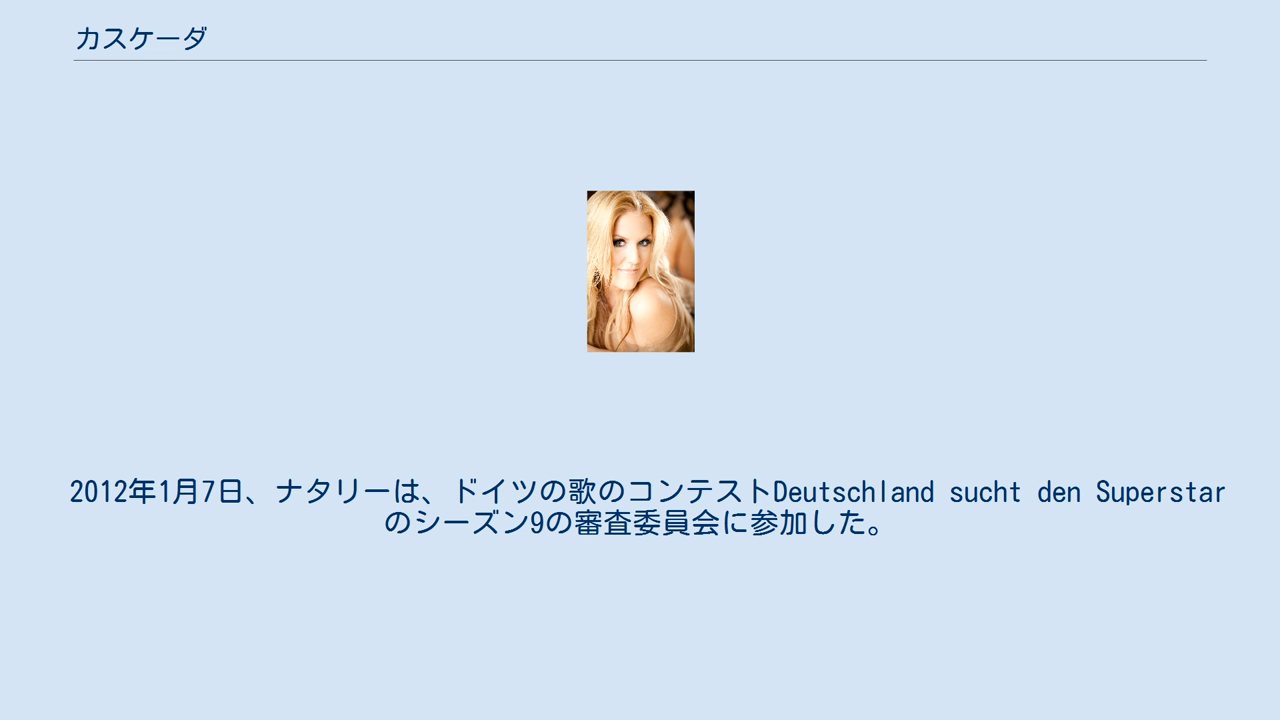 カスケーダ
2012年1月7日、ナタリーは、ドイツの歌のコンテストDeutschland sucht den Superstar
のシーズン9の審査委員会に参加した。